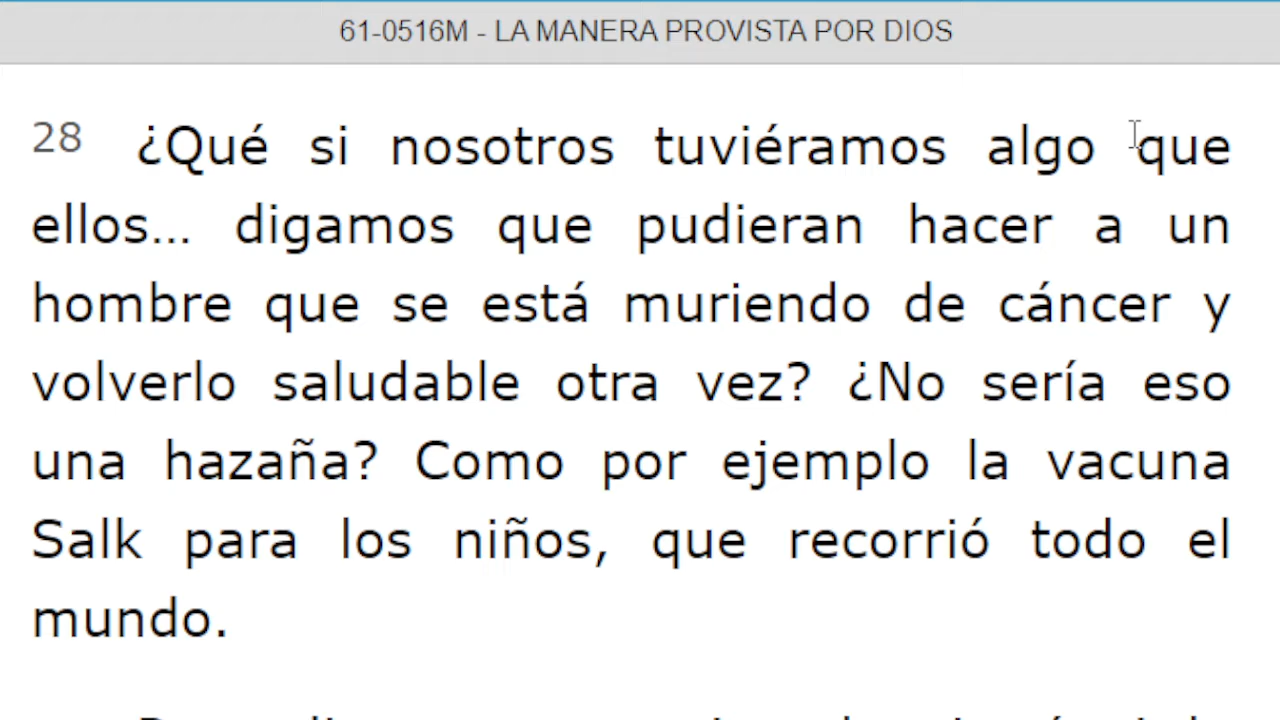 61-0516M - LA MANERA PROVISTA POR DIOS
28 ¿Qué si nosotros tuviéramos algo que
ellos... digamos que pudieran hacer a un
hombre que se está muriendo de cáncer y
volverlo saludable otra vez? ¿No sería eso
una hazaña? Como por ejemplo la vacuna
Salk para los niños, que recorrió todo el
mundo.